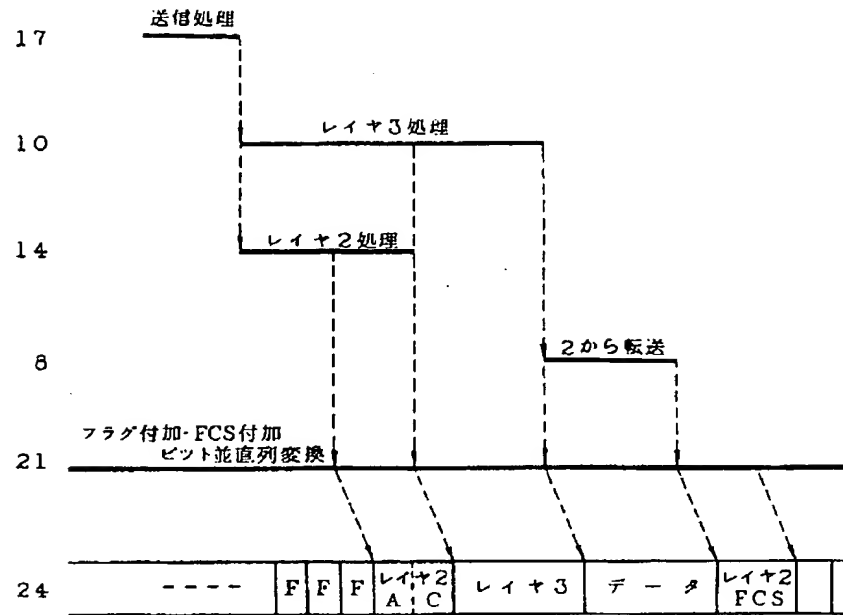 17 送信処理
10 レイヤ3処理
14 レイヤ2処理
8 2から転送
フラグ付加・FCS付加
21 ビット並直列変換
24 ---- F F F レイヤ2 A C レイヤ3 データ レイヤ2 FCS